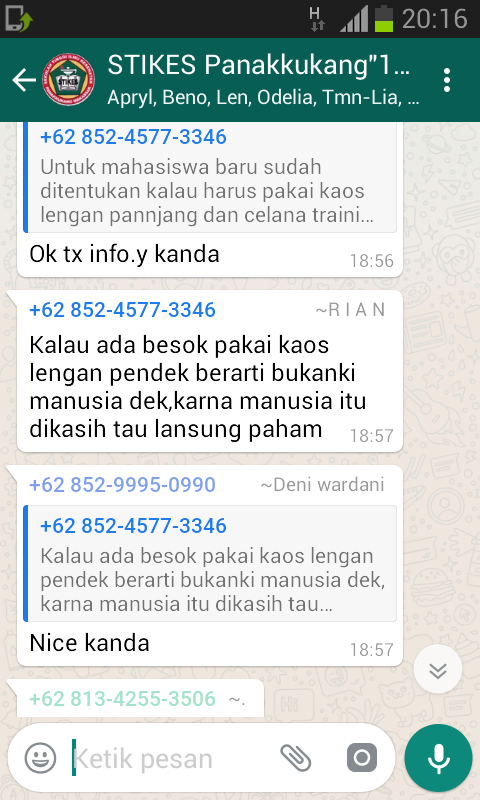 H
20:16
STIKES Panakkukang"1...
Apryl, Beno, Len, Odelia, Tmn-Lia, ...
+62 852-4577-3346
Untuk mahasiswa baru sudah
ditentukan kalau harus pakai kaos
lengan pannjang dan celana traini...
Ok tx info.y kanda
18:56
+62 852-4577-3346 ~R I A N
Kalau ada besok pakai kaos
lengan pendek berarti bukanki
manusia dek,karna manusia itu
dikasih tau lansung paham
18:57
+62 852-9995-0990 ~Deni wardani
+62 852-4577-3346
Kalau ada besok pakai kaos lengan
pendek berarti bukanki manusia dek,
karna manusia itu dikasih tau...
Nice kanda
18:57
+62 813-4255-3506 ~.
Ketik pesan